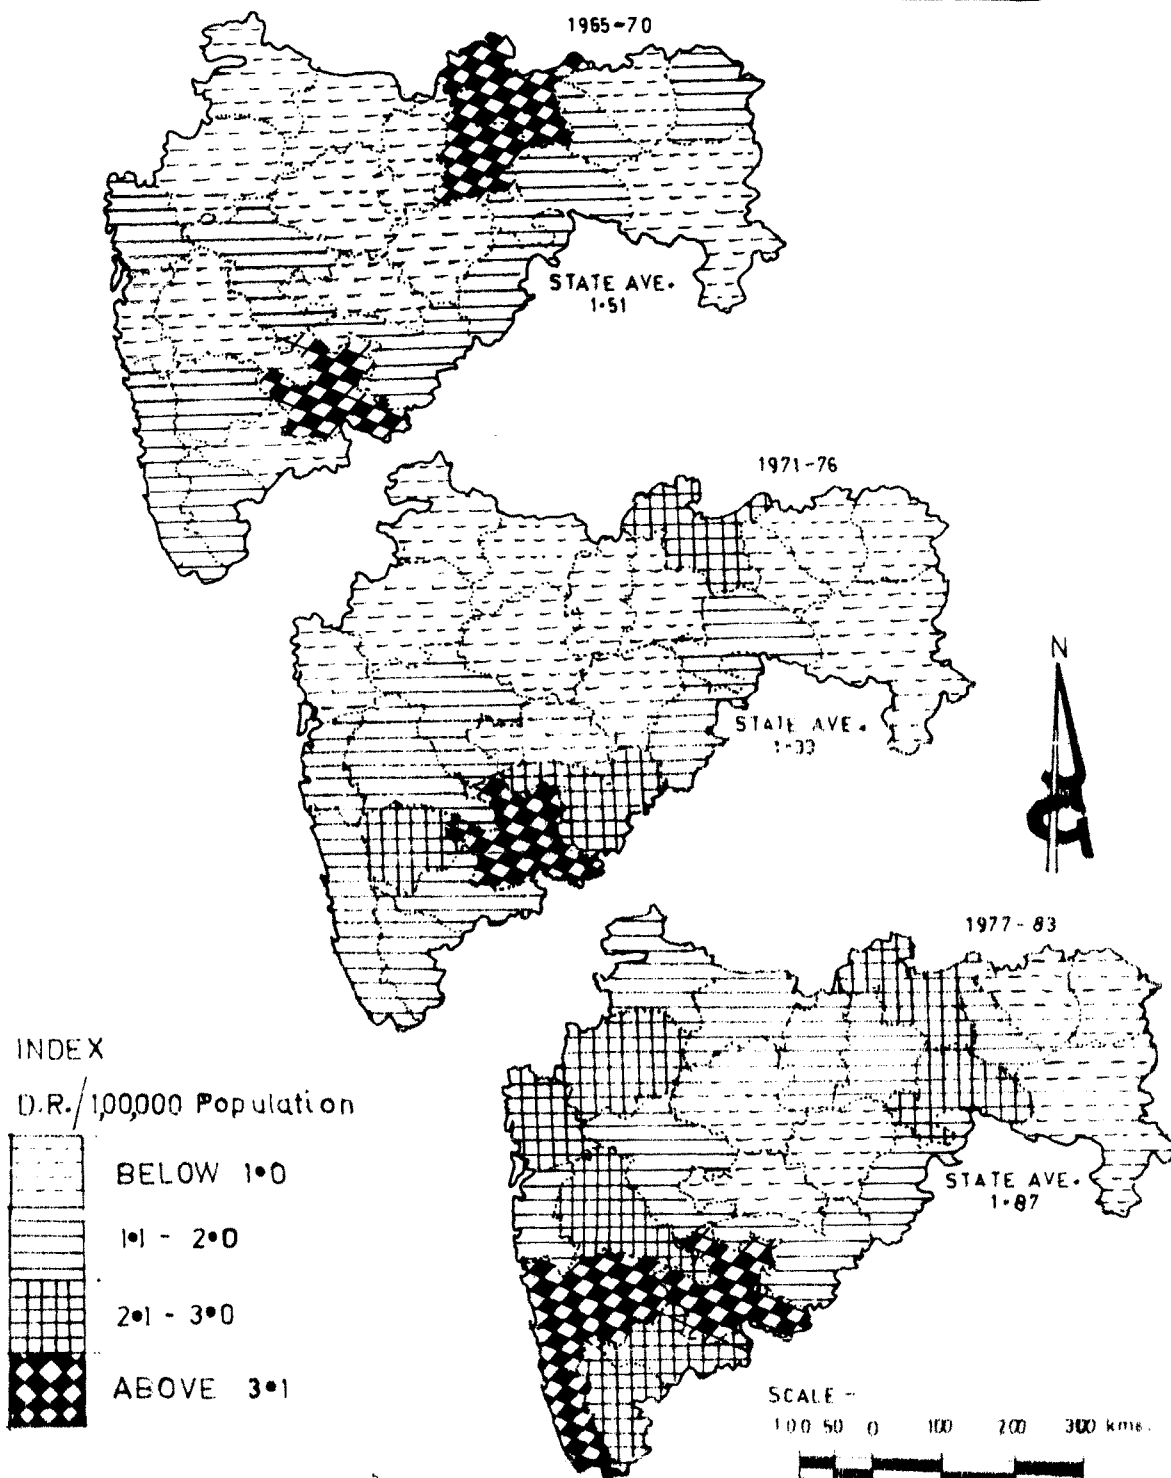 1965-70
STATE AVE.
1•51
1971-76
N
STATE AVE.
1•33
1977-83
STATE AVE.
1•87
INDEX
D.R./1,00,000 Population
BELOW 1•0
1•1 - 2•0
2•1 - 3•0
ABOVE 3•1
SCALE -
100 50 0 100 200 300 kms.